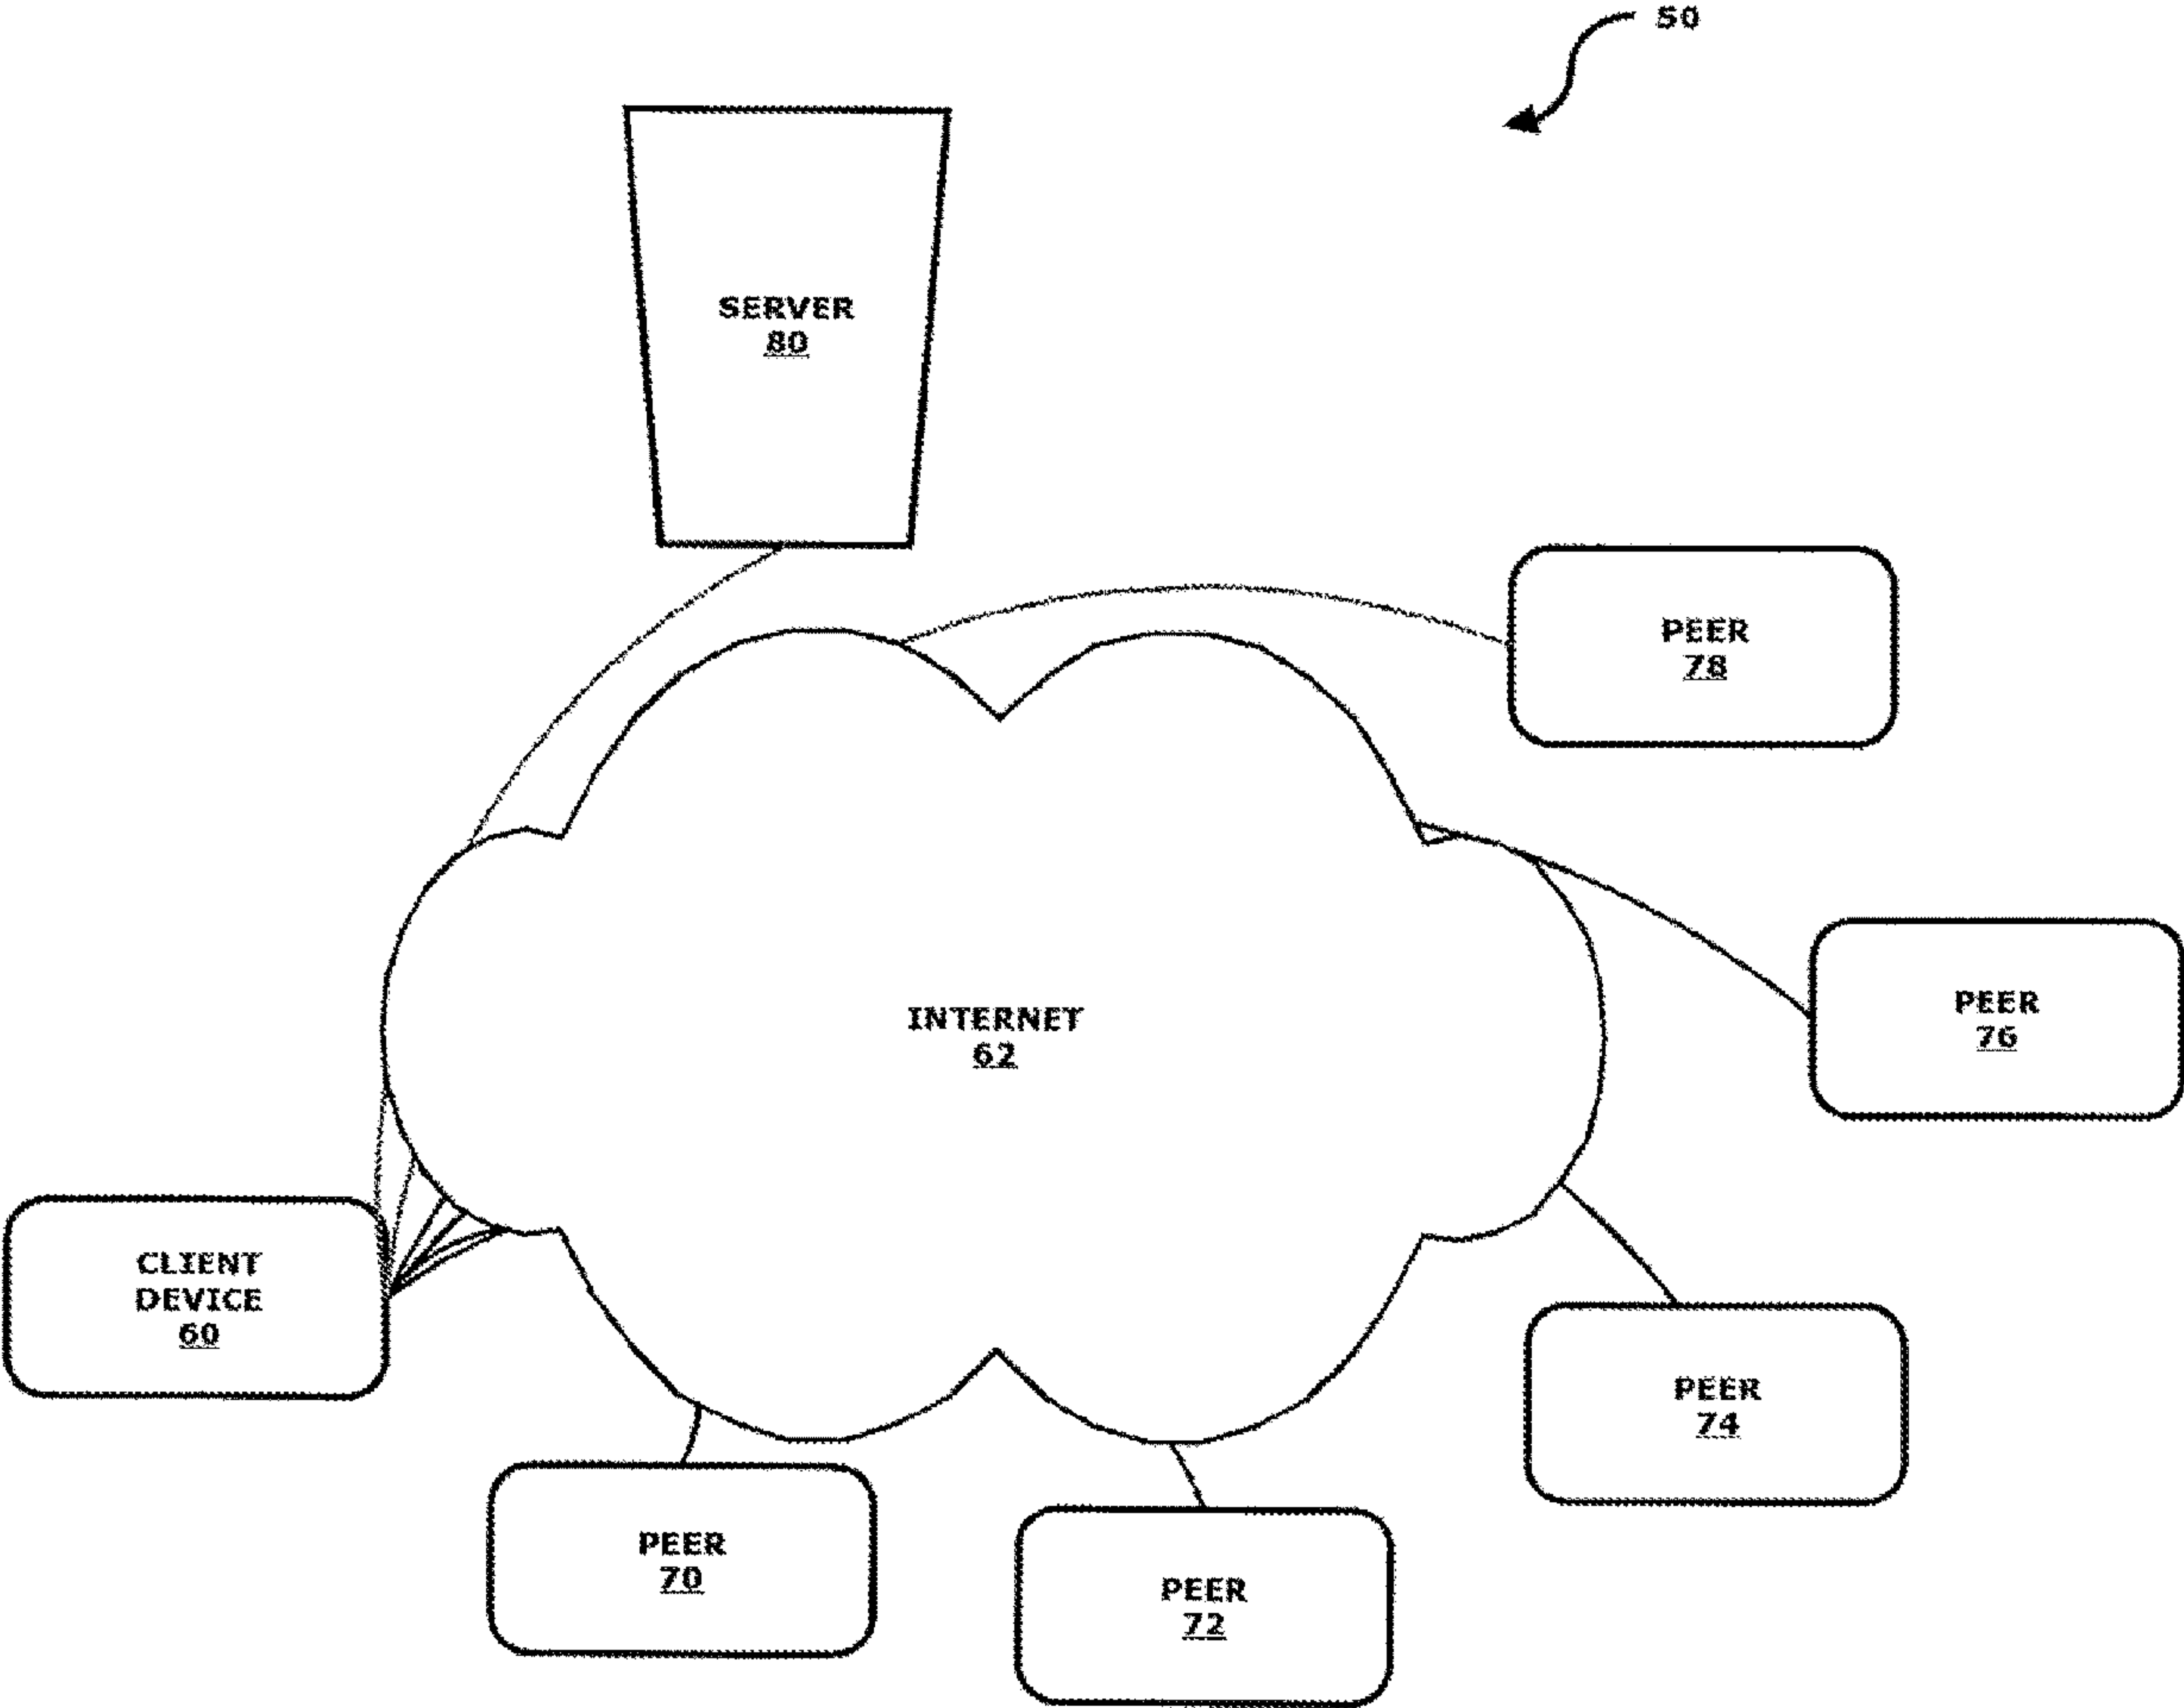 50
SERVER
80
PEER
78
INTERNET
62
PEER
76
CLIENT
DEVICE
60
PEER
74
PEER
70
PEER
72